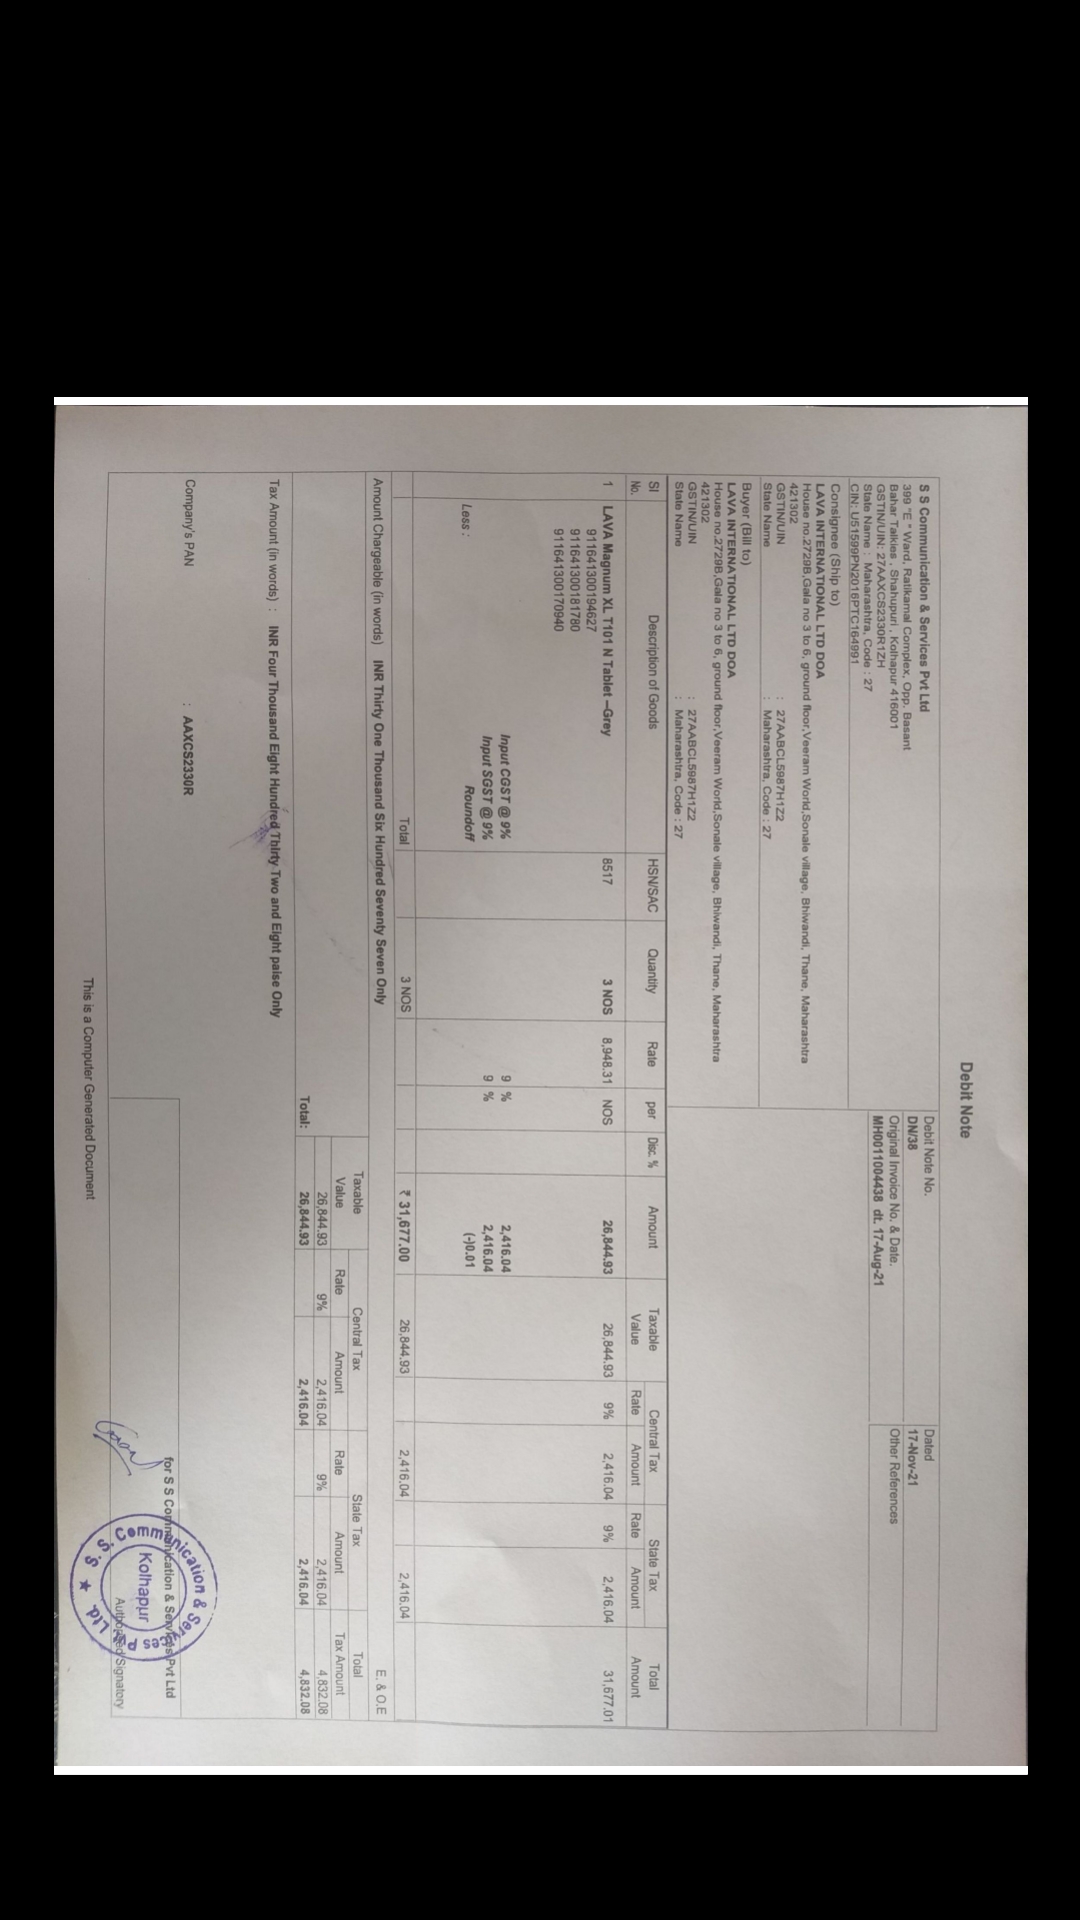 Debit Note
S S Communication & Services Pvt Ltd
399 "E " Ward, Ratikamal Complex, Opp. Basant
Bahar Talkies , Shahupuri , Kolhapur 416001
GSTIN/UIN: 27AAXCS2330R1ZH
State Name : Maharashtra, Code : 27
CIN: U51599PN2016PTC164991
Debit Note No.
DN/38
Dated
17-Nov-21
Original Invoice No. & Date.
MH0011004438 dt. 17-Aug-21
Other References
Consignee (Ship to)
LAVA INTERNATIONAL LTD DOA
House no.2729B,Gala no 3 to 6, ground floor,Veeram World,Sonale village, Bhiwandi, Thane, Maharashtra
421302
GSTIN/UIN : 27AABCL5987H1Z2
State Name : Maharashtra, Code : 27
Buyer (Bill to)
LAVA INTERNATIONAL LTD DOA
House no.2729B,Gala no 3 to 6, ground floor,Veeram World,Sonale village, Bhiwandi, Thane, Maharashtra
421302
GSTIN/UIN : 27AABCL5987H1Z2
State Name : Maharashtra, Code : 27
Sl Description of Goods HSN/SAC Quantity Rate per Disc. % Amount Taxable Central Tax State Tax Total
No. Value Rate Amount Rate Amount Amount
1 LAVA Magnum XL T101 N Tablet –Grey 8517 3 NOS 8,948.31 NOS 26,844.93 26,844.93 9% 2,416.04 9% 2,416.04 31,677.01
911641300194627
911641300181780
911641300170940
Input CGST @ 9% 9 % 2,416.04
Input SGST @ 9% 9 % 2,416.04
Less : Roundoff (-)0.01
Total 3 NOS ₹ 31,677.00 26,844.93 2,416.04 2,416.04
Amount Chargeable (in words) INR Thirty One Thousand Six Hundred Seventy Seven Only E. & O.E
Taxable Central Tax State Tax Total
Value Rate Amount Rate Amount Tax Amount
26,844.93 9% 2,416.04 9% 2,416.04 4,832.08
Total: 26,844.93 2,416.04 2,416.04 4,832.08
Tax Amount (in words) : INR Four Thousand Eight Hundred Thirty Two and Eight paise Only
Company's PAN : AAXCS2330R
for S S Communication & Services Pvt Ltd
S. S. Communication & Services Pvt. Ltd. ★
Kolhapur
Authorised Signatory
This is a Computer Generated Document